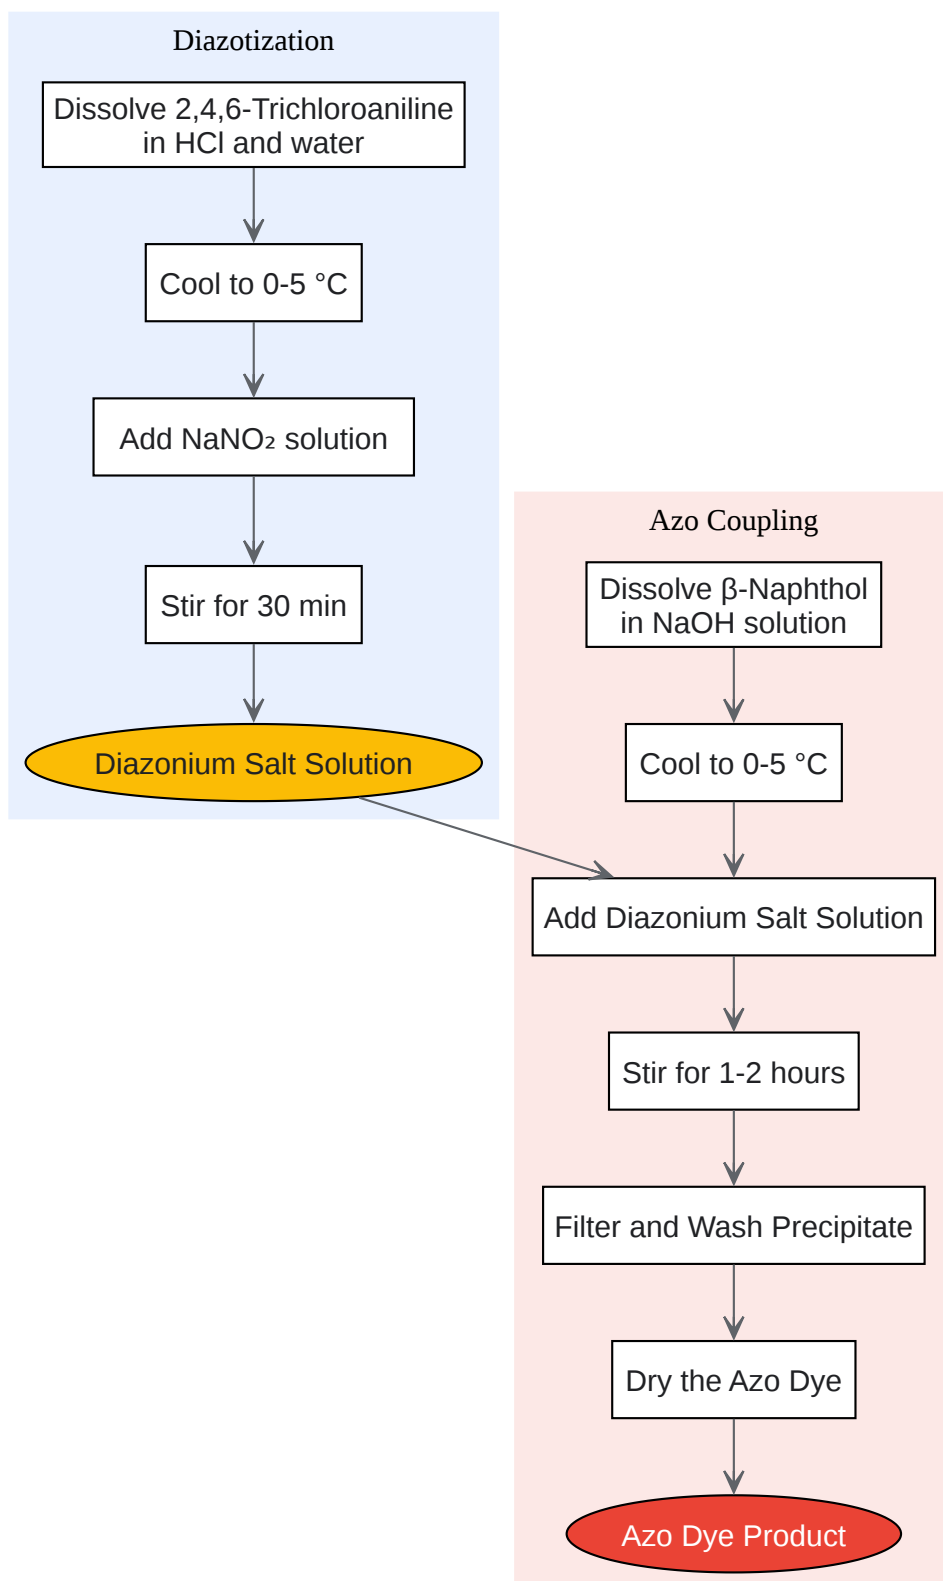 Diazotization
Dissolve 2,4,6-Trichloroaniline
in HCl and water
Cool to 0-5 °C
Add NaNO₂ solution
Stir for 30 min
Diazonium Salt Solution
Azo Coupling
Dissolve β-Naphthol
in NaOH solution
Cool to 0-5 °C
Add Diazonium Salt Solution
Stir for 1-2 hours
Filter and Wash Precipitate
Dry the Azo Dye
Azo Dye Product